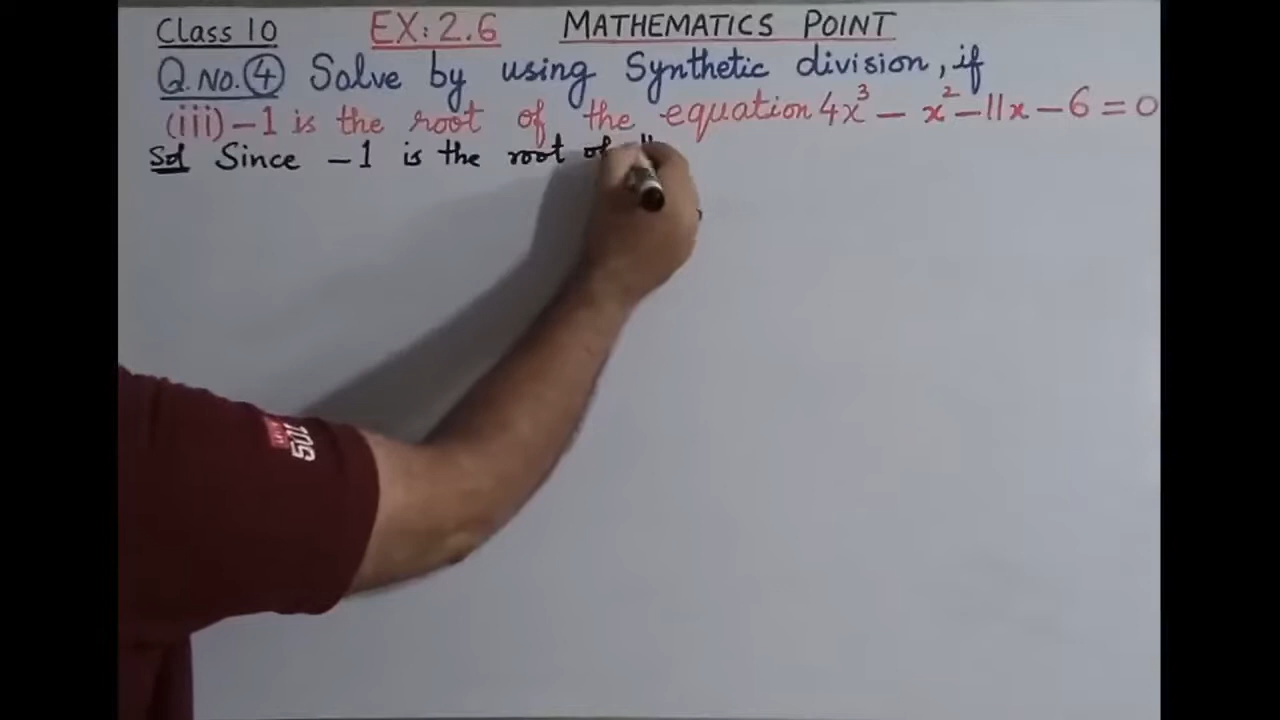 Class 10 EX: 2.6 MATHEMATICS POINT
Q.No.④ Solve by using Synthetic division, if
(iii) -1 is the root of the equation 4x³ - x² - 11x - 6 = 0
Sol Since -1 is the root of